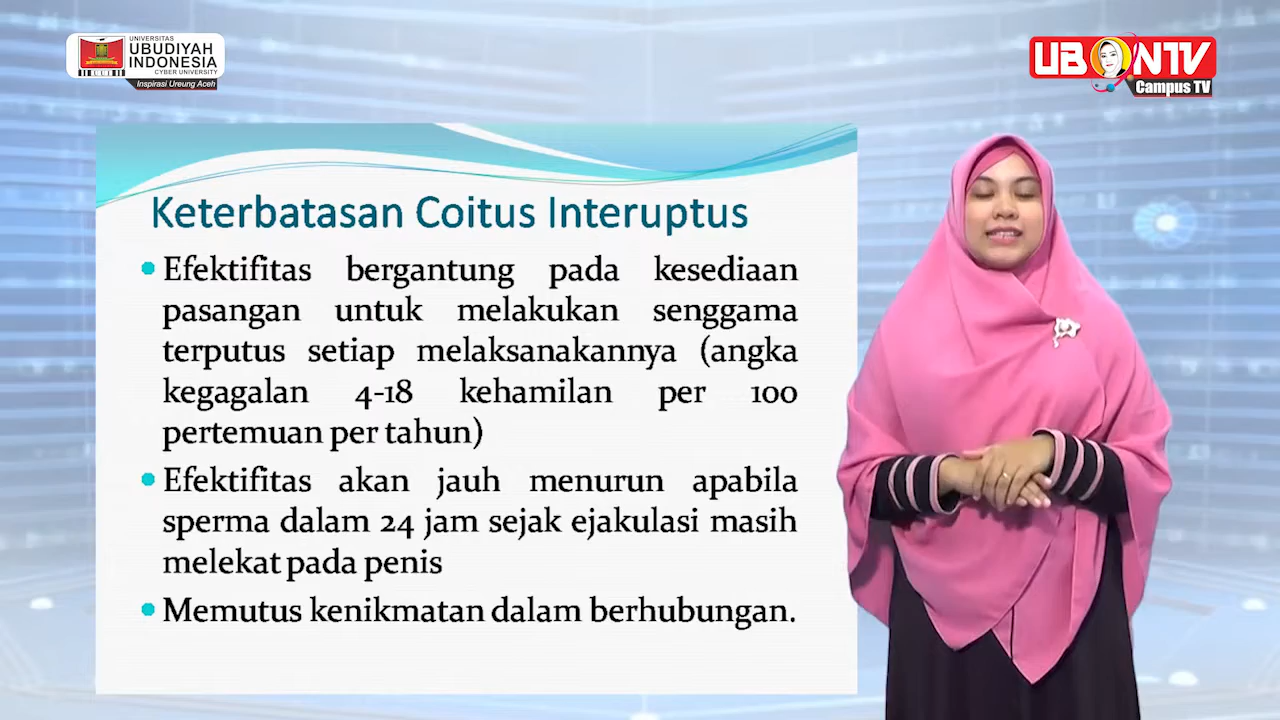 UNIVERSITAS
UBUDIYAH
INDONESIA
CYBER UNIVERSITY
Inspirasi Ureung Aceh
UBONTV
Campus TV
Keterbatasan Coitus Interuptus
Efektifitas bergantung pada kesediaan
pasangan untuk melakukan senggama
terputus setiap melaksanakannya (angka
kegagalan 4-18 kehamilan per 100
pertemuan per tahun)
Efektifitas akan jauh menurun apabila
sperma dalam 24 jam sejak ejakulasi masih
melekat pada penis
Memutus kenikmatan dalam berhubungan.